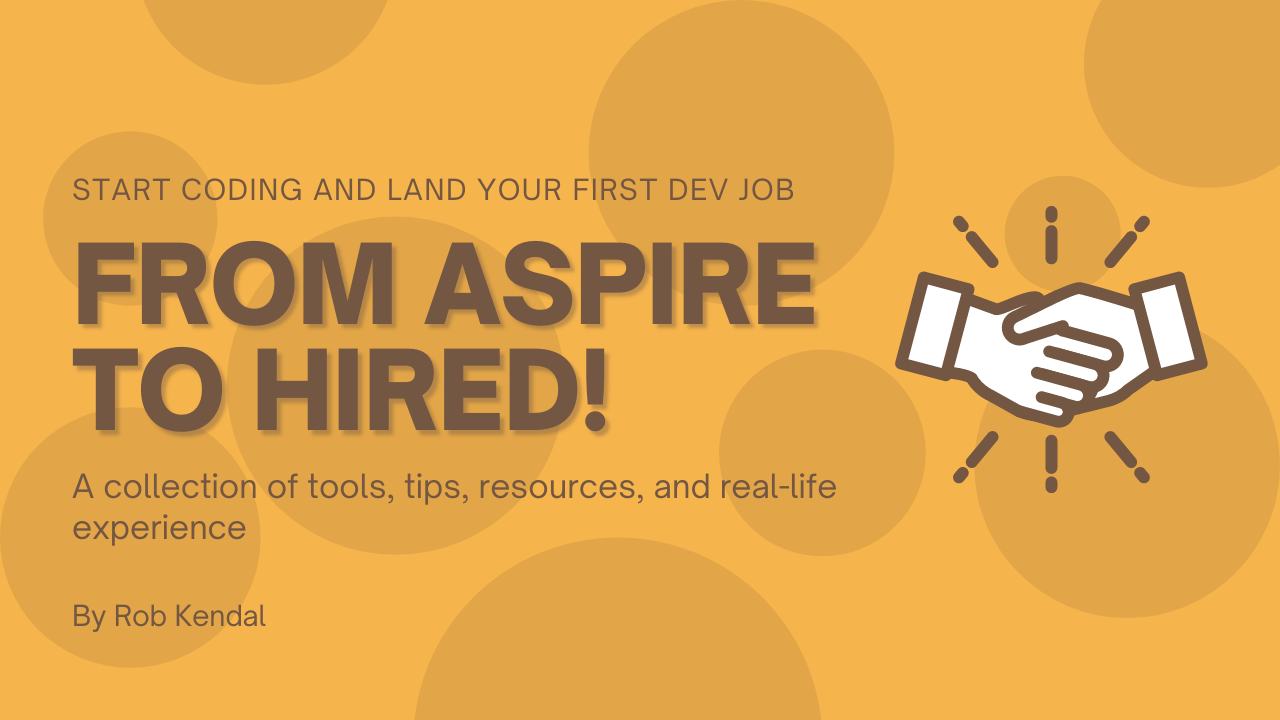 START CODING AND LAND YOUR FIRST DEV JOB
FROM ASPIRE
TO HIRED!
A collection of tools, tips, resources, and real-life
experience
By Rob Kendal